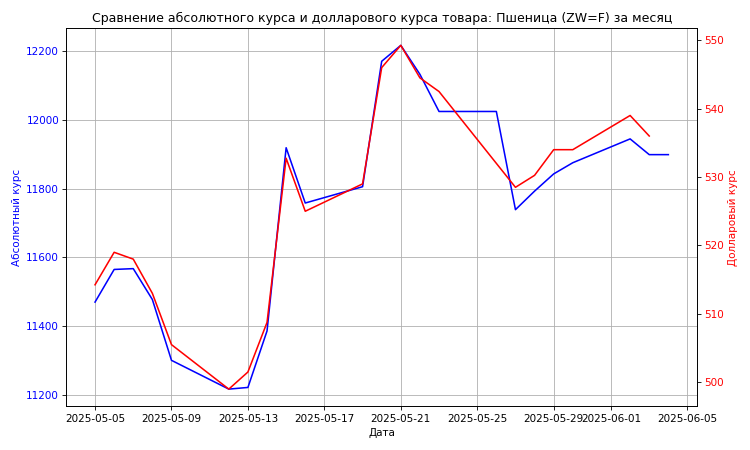 Сравнение абсолютного курса и долларового курса товара: Пшеница (ZW=F) за месяц
12200
12000
11800
11600
11400
11200
Абсолютный курс
550
540
530
520
510
500
Долларовый курс
2025-05-05 2025-05-09 2025-05-13 2025-05-17 2025-05-21 2025-05-25 2025-05-29 2025-06-01 2025-06-05
Дата